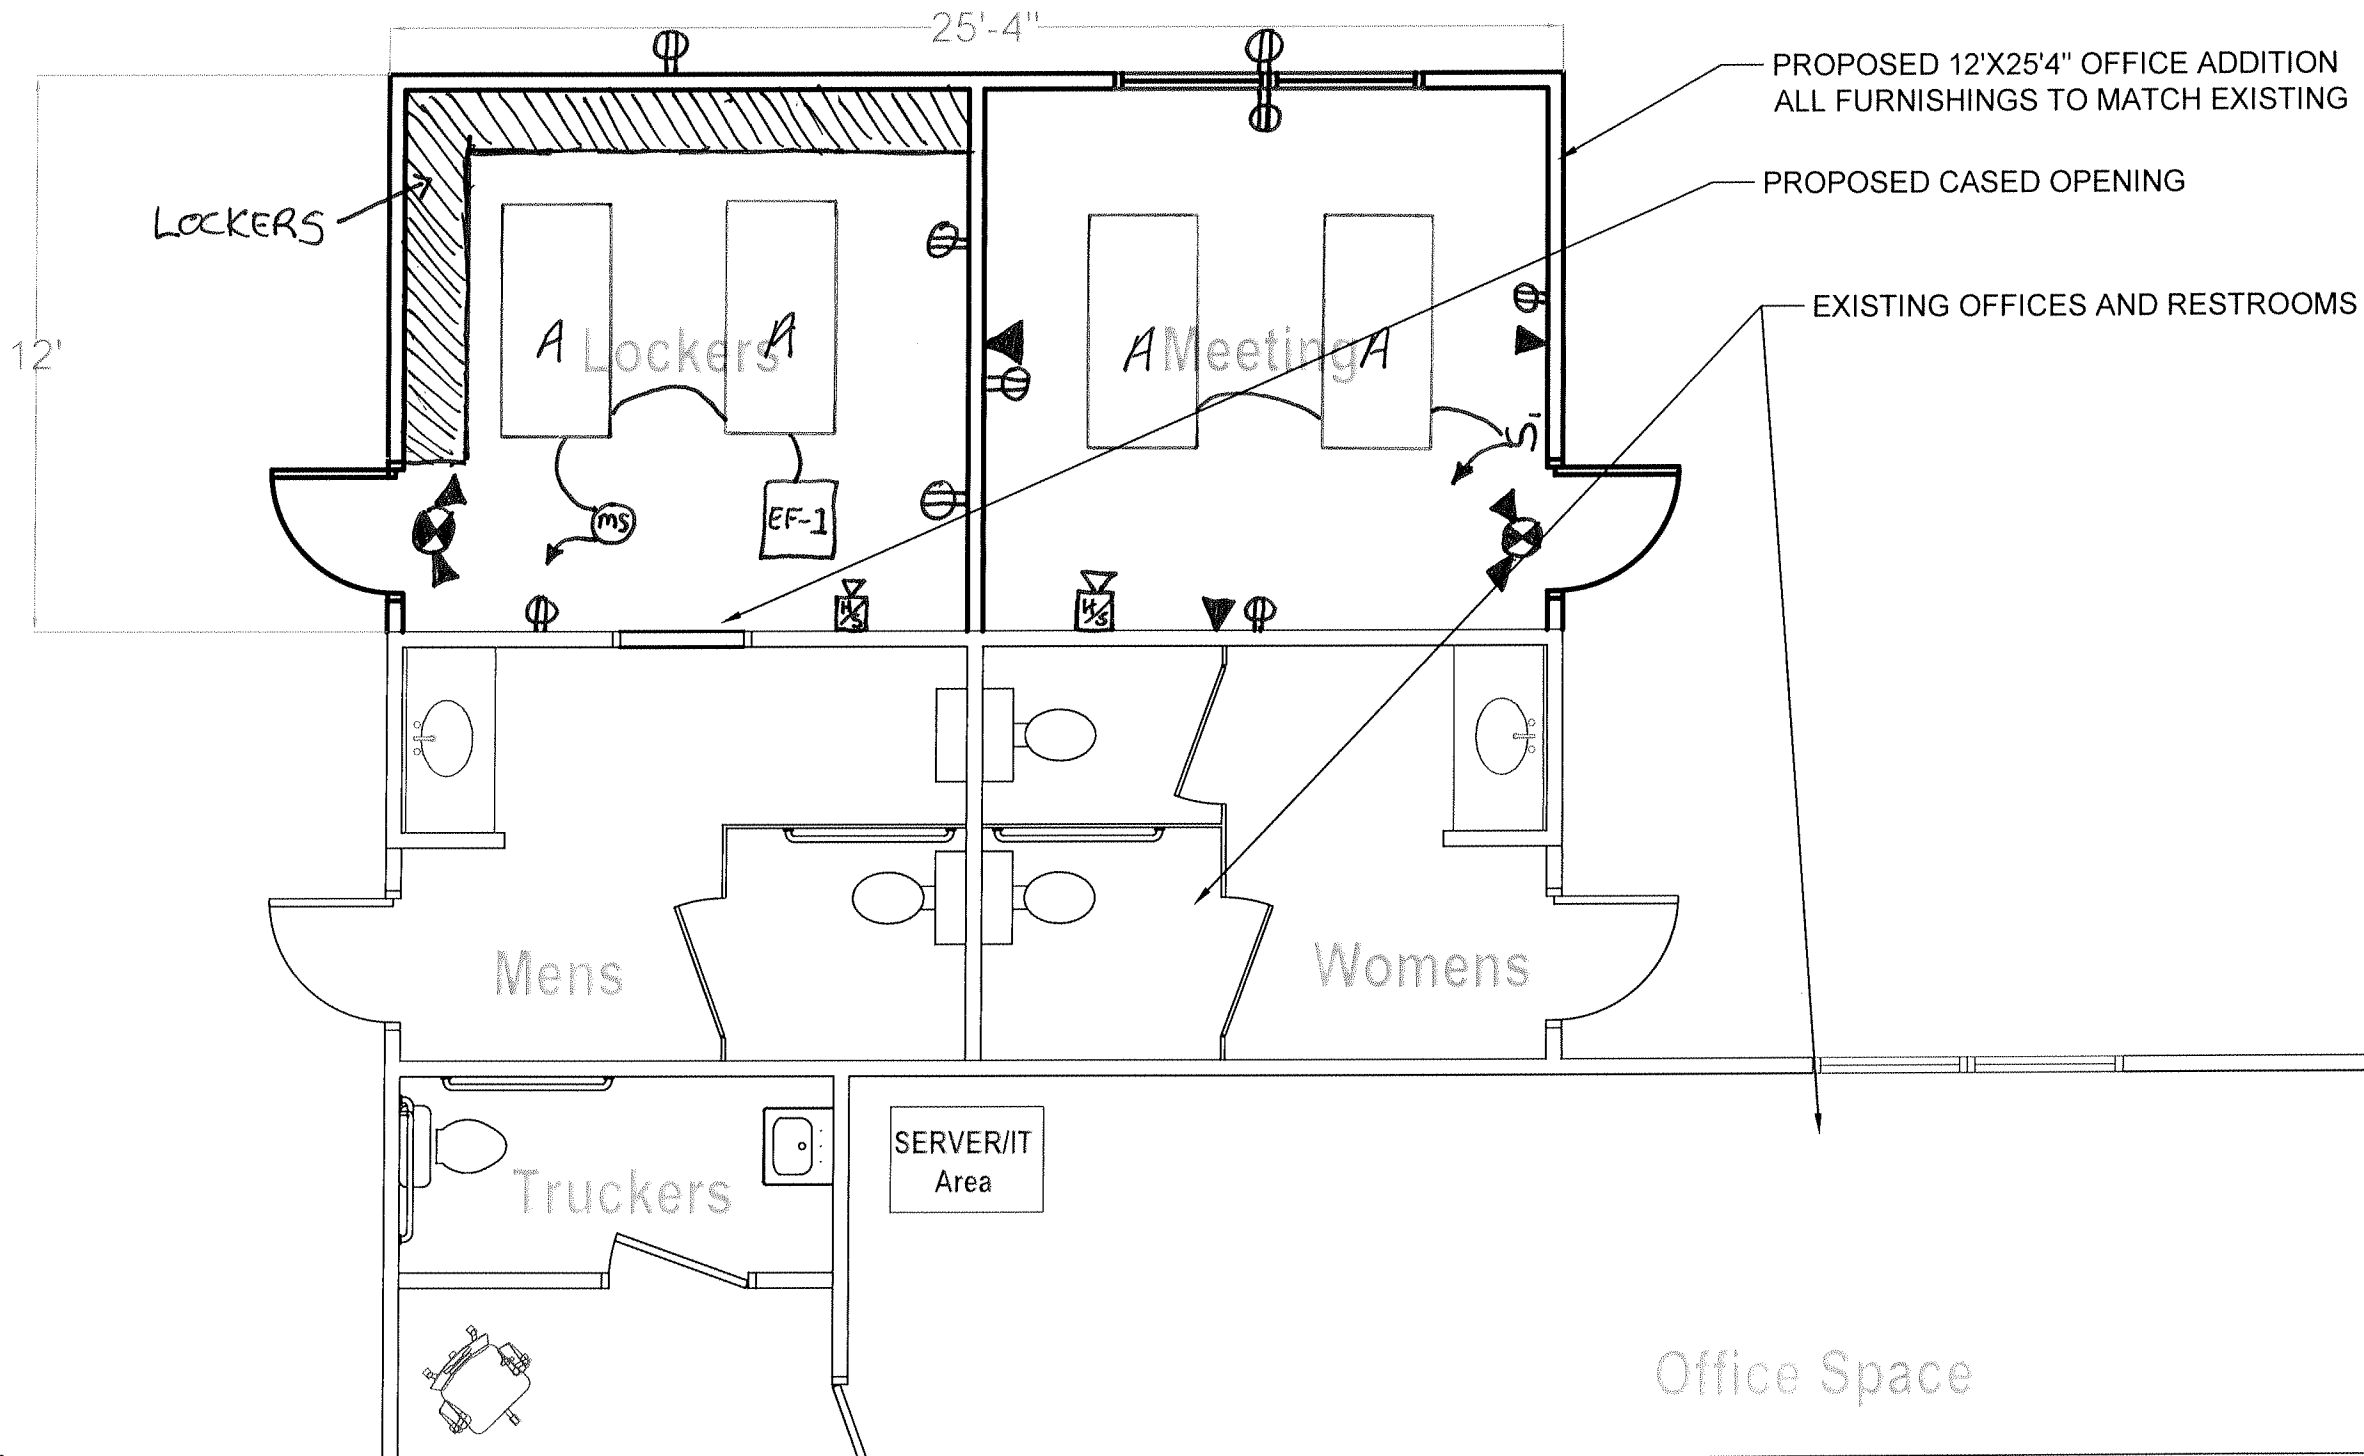 25'-4"
PROPOSED 12'X25'4" OFFICE ADDITION
ALL FURNISHINGS TO MATCH EXISTING
PROPOSED CASED OPENING
LOCKERS
EXISTING OFFICES AND RESTROOMS
12'
A
Lockers
A
A
Meeting
A
S1
MS
EF-1
H/S
H/S
Mens
Womens
SERVER/IT
Area
Truckers
Office Space